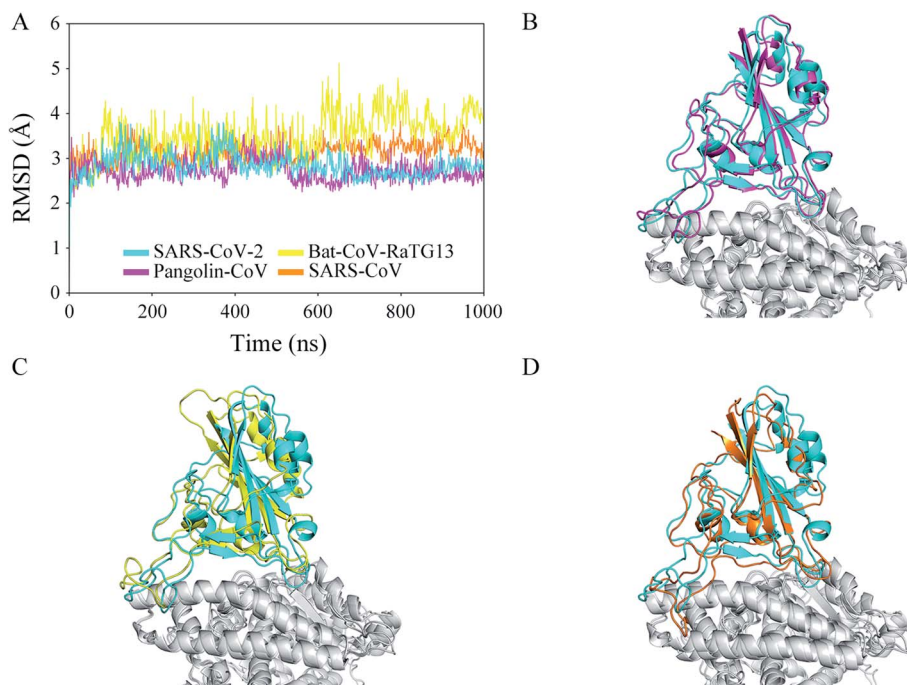 A
B
6
5
4
3
2
1
0
RMSD (Å)
SARS-CoV-2
Bat-CoV-RaTG13
Pangolin-CoV
SARS-CoV
0 200 400 600 800 1000
Time (ns)
C
D